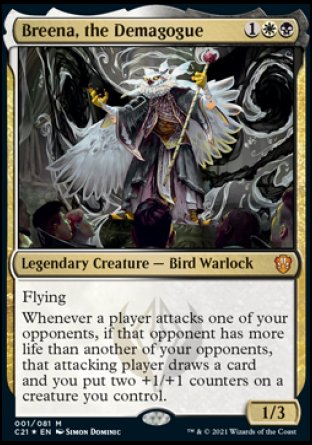 Breena, the Demagogue 1
Legendary Creature — Bird Warlock
Flying
Whenever a player attacks one of your
opponents, if that opponent has more
life than another of your opponents,
that attacking player draws a card
and you put two +1/+1 counters on
a creature you control.
1/3
001/081 M
C21 ★ EN SIMON DOMINIC
™ & © 2021 Wizards of the Coast